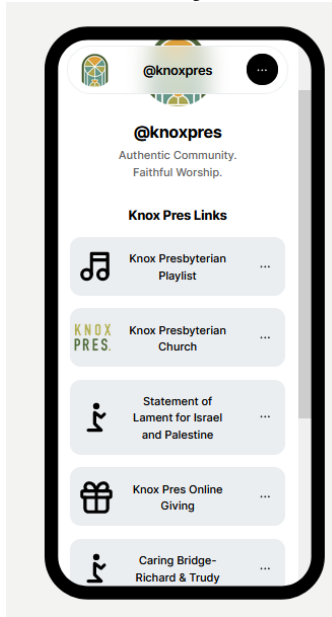 @knoxpres
...
@knoxpres
Authentic Community.
Faithful Worship.
Knox Pres Links
Knox Presbyterian
Playlist
...
KNOX
PRES.
Knox Presbyterian
Church
...
Statement of
Lament for Israel
and Palestine
...
Knox Pres Online
Giving
...
Caring Bridge-
Richard & Trudy
...